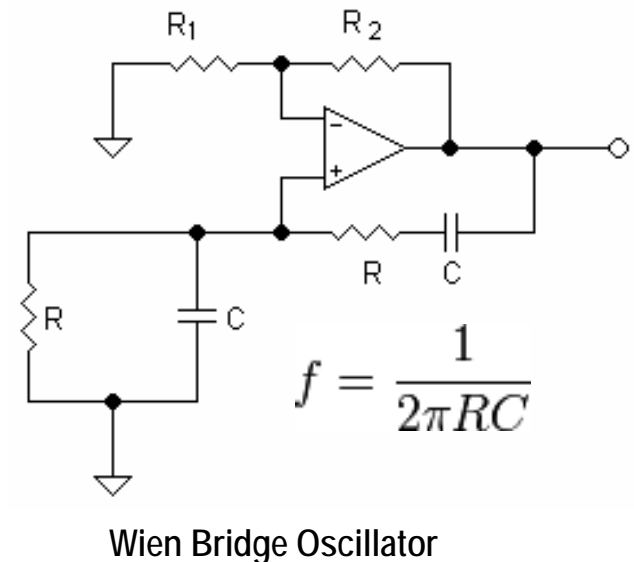 R1 R2
-
+
R C
R C
f = 1 / 2πRC
Wien Bridge Oscillator